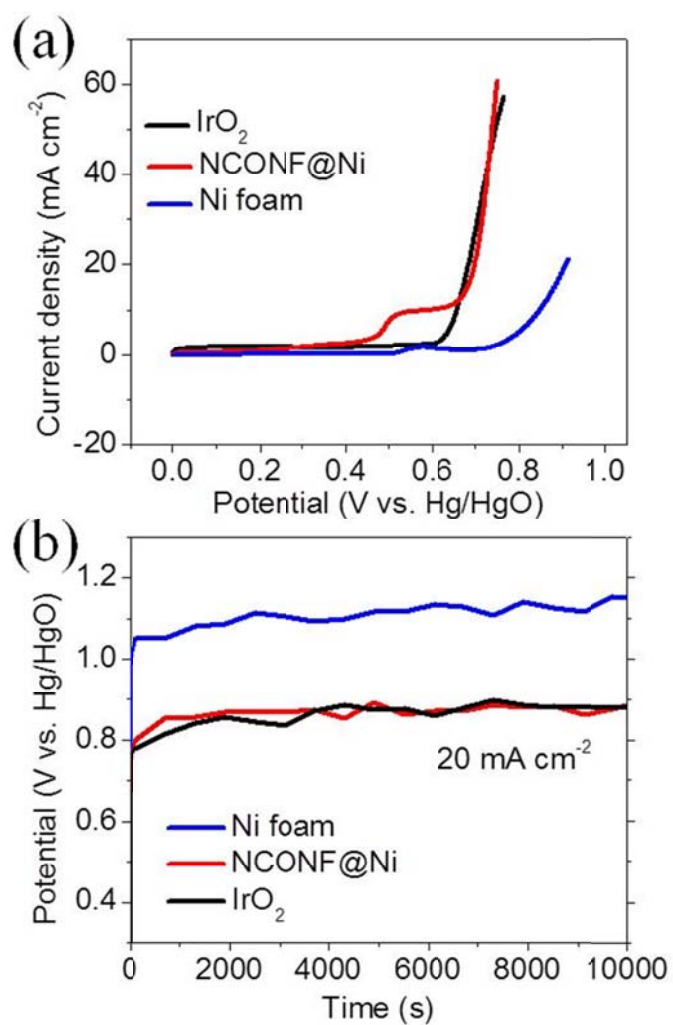 (a)
Current density (mA cm⁻²)
60
40
20
0
-20
IrO₂
NCONF@Ni
Ni foam
0.0 0.2 0.4 0.6 0.8 1.0
Potential (V vs. Hg/HgO)
(b)
Potential (V vs. Hg/HgO)
1.2
1.0
0.8
0.6
0.4
20 mA cm⁻²
Ni foam
NCONF@Ni
IrO₂
0 2000 4000 6000 8000 10000
Time (s)